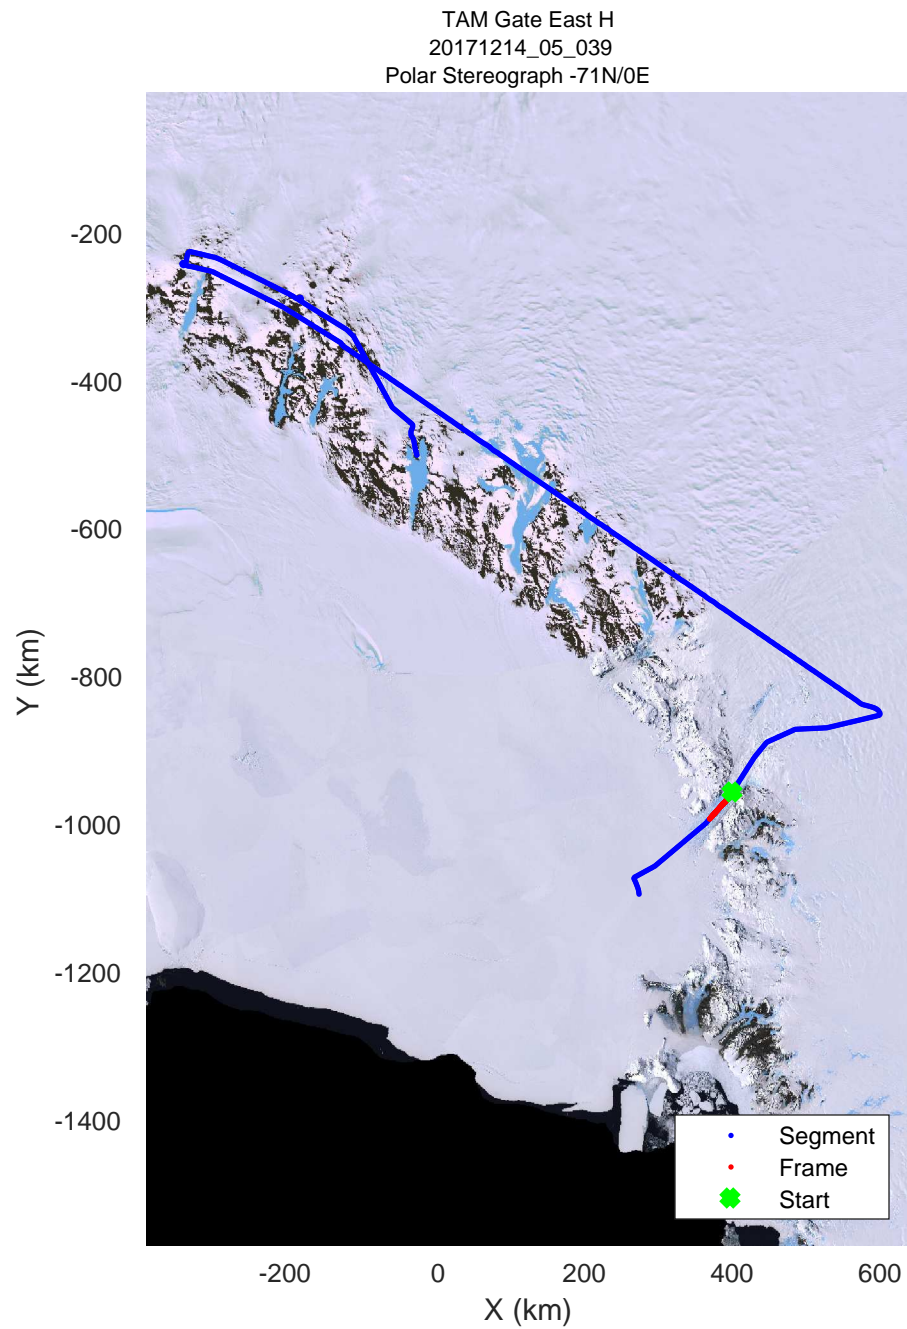 TAM Gate East H
20171214_05_039
Polar Stereograph -71N/0E
-200
-400
-600
-800
-1000
-1200
-1400
Y (km)
Segment
Frame
Start
-200
0
200
400
600
X (km)